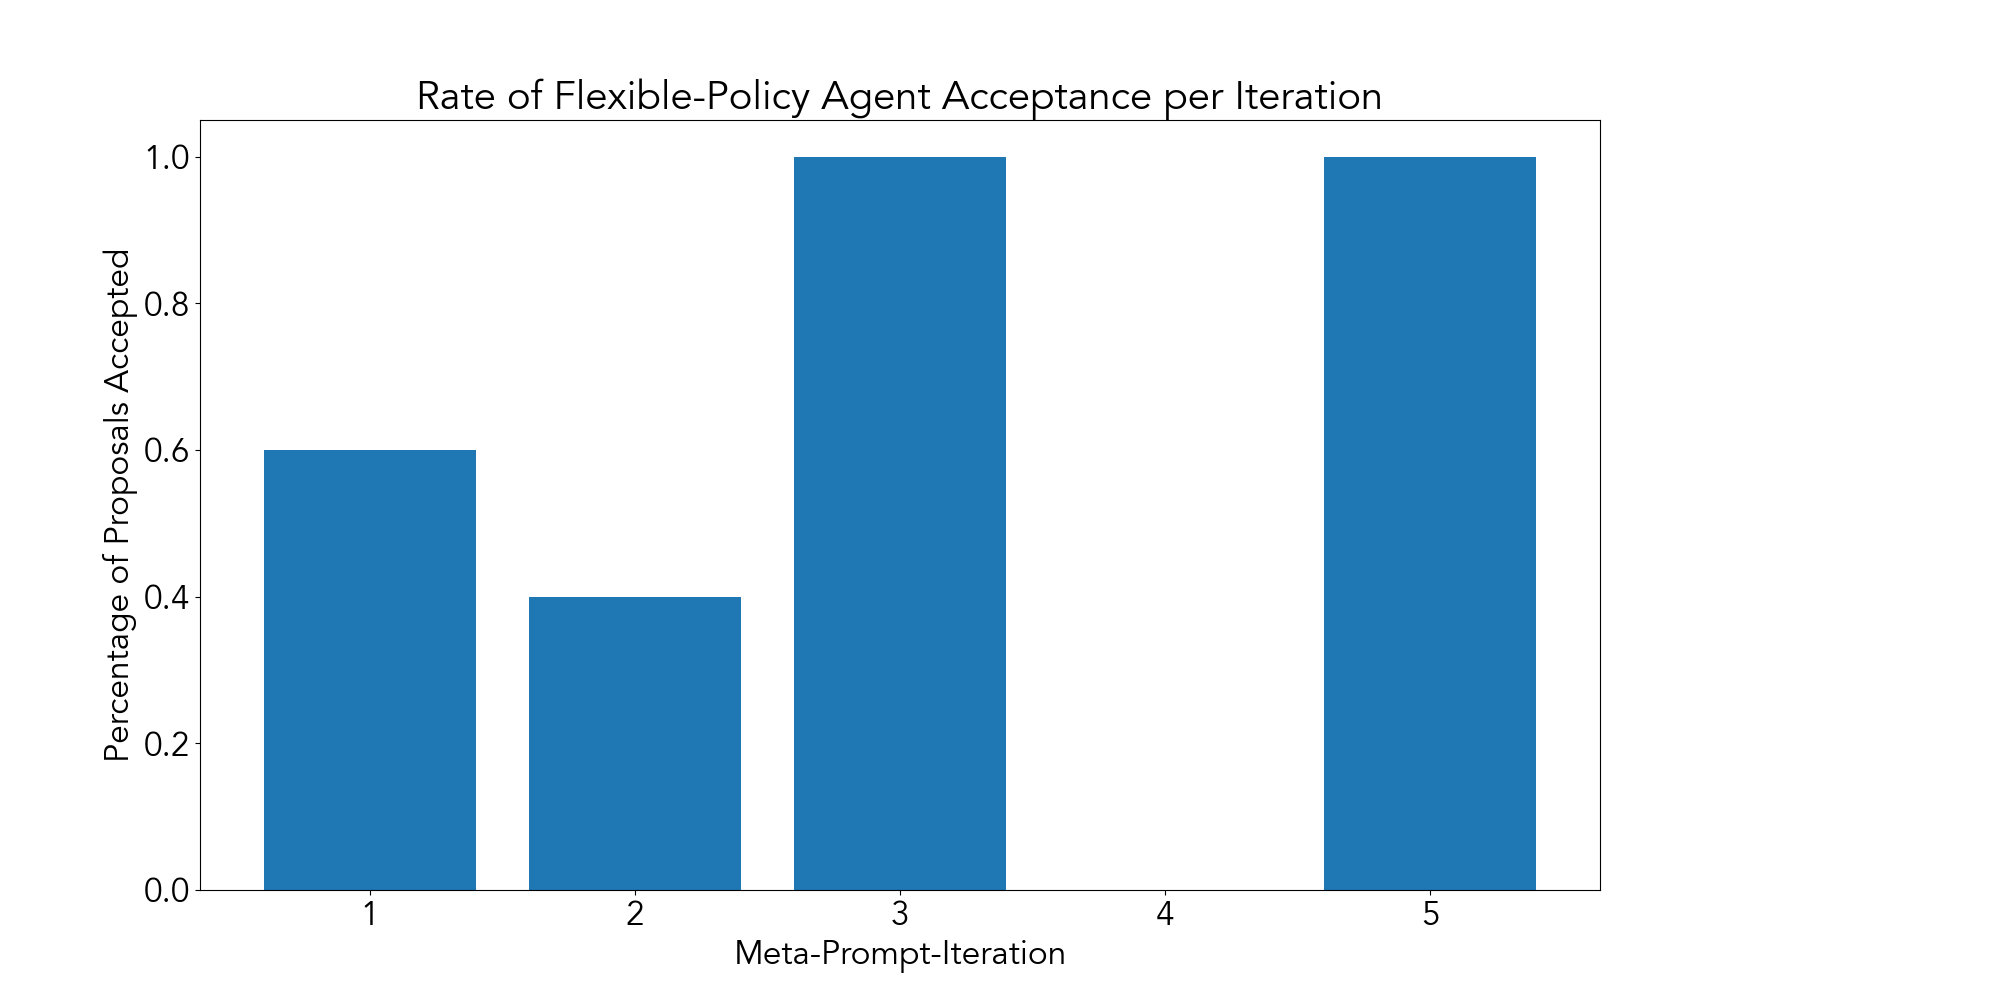 Rate of Flexible-Policy Agent Acceptance per Iteration
Percentage of Proposals Accepted
1.0
0.8
0.6
0.4
0.2
0.0
1 2 3 4 5
Meta-Prompt-Iteration